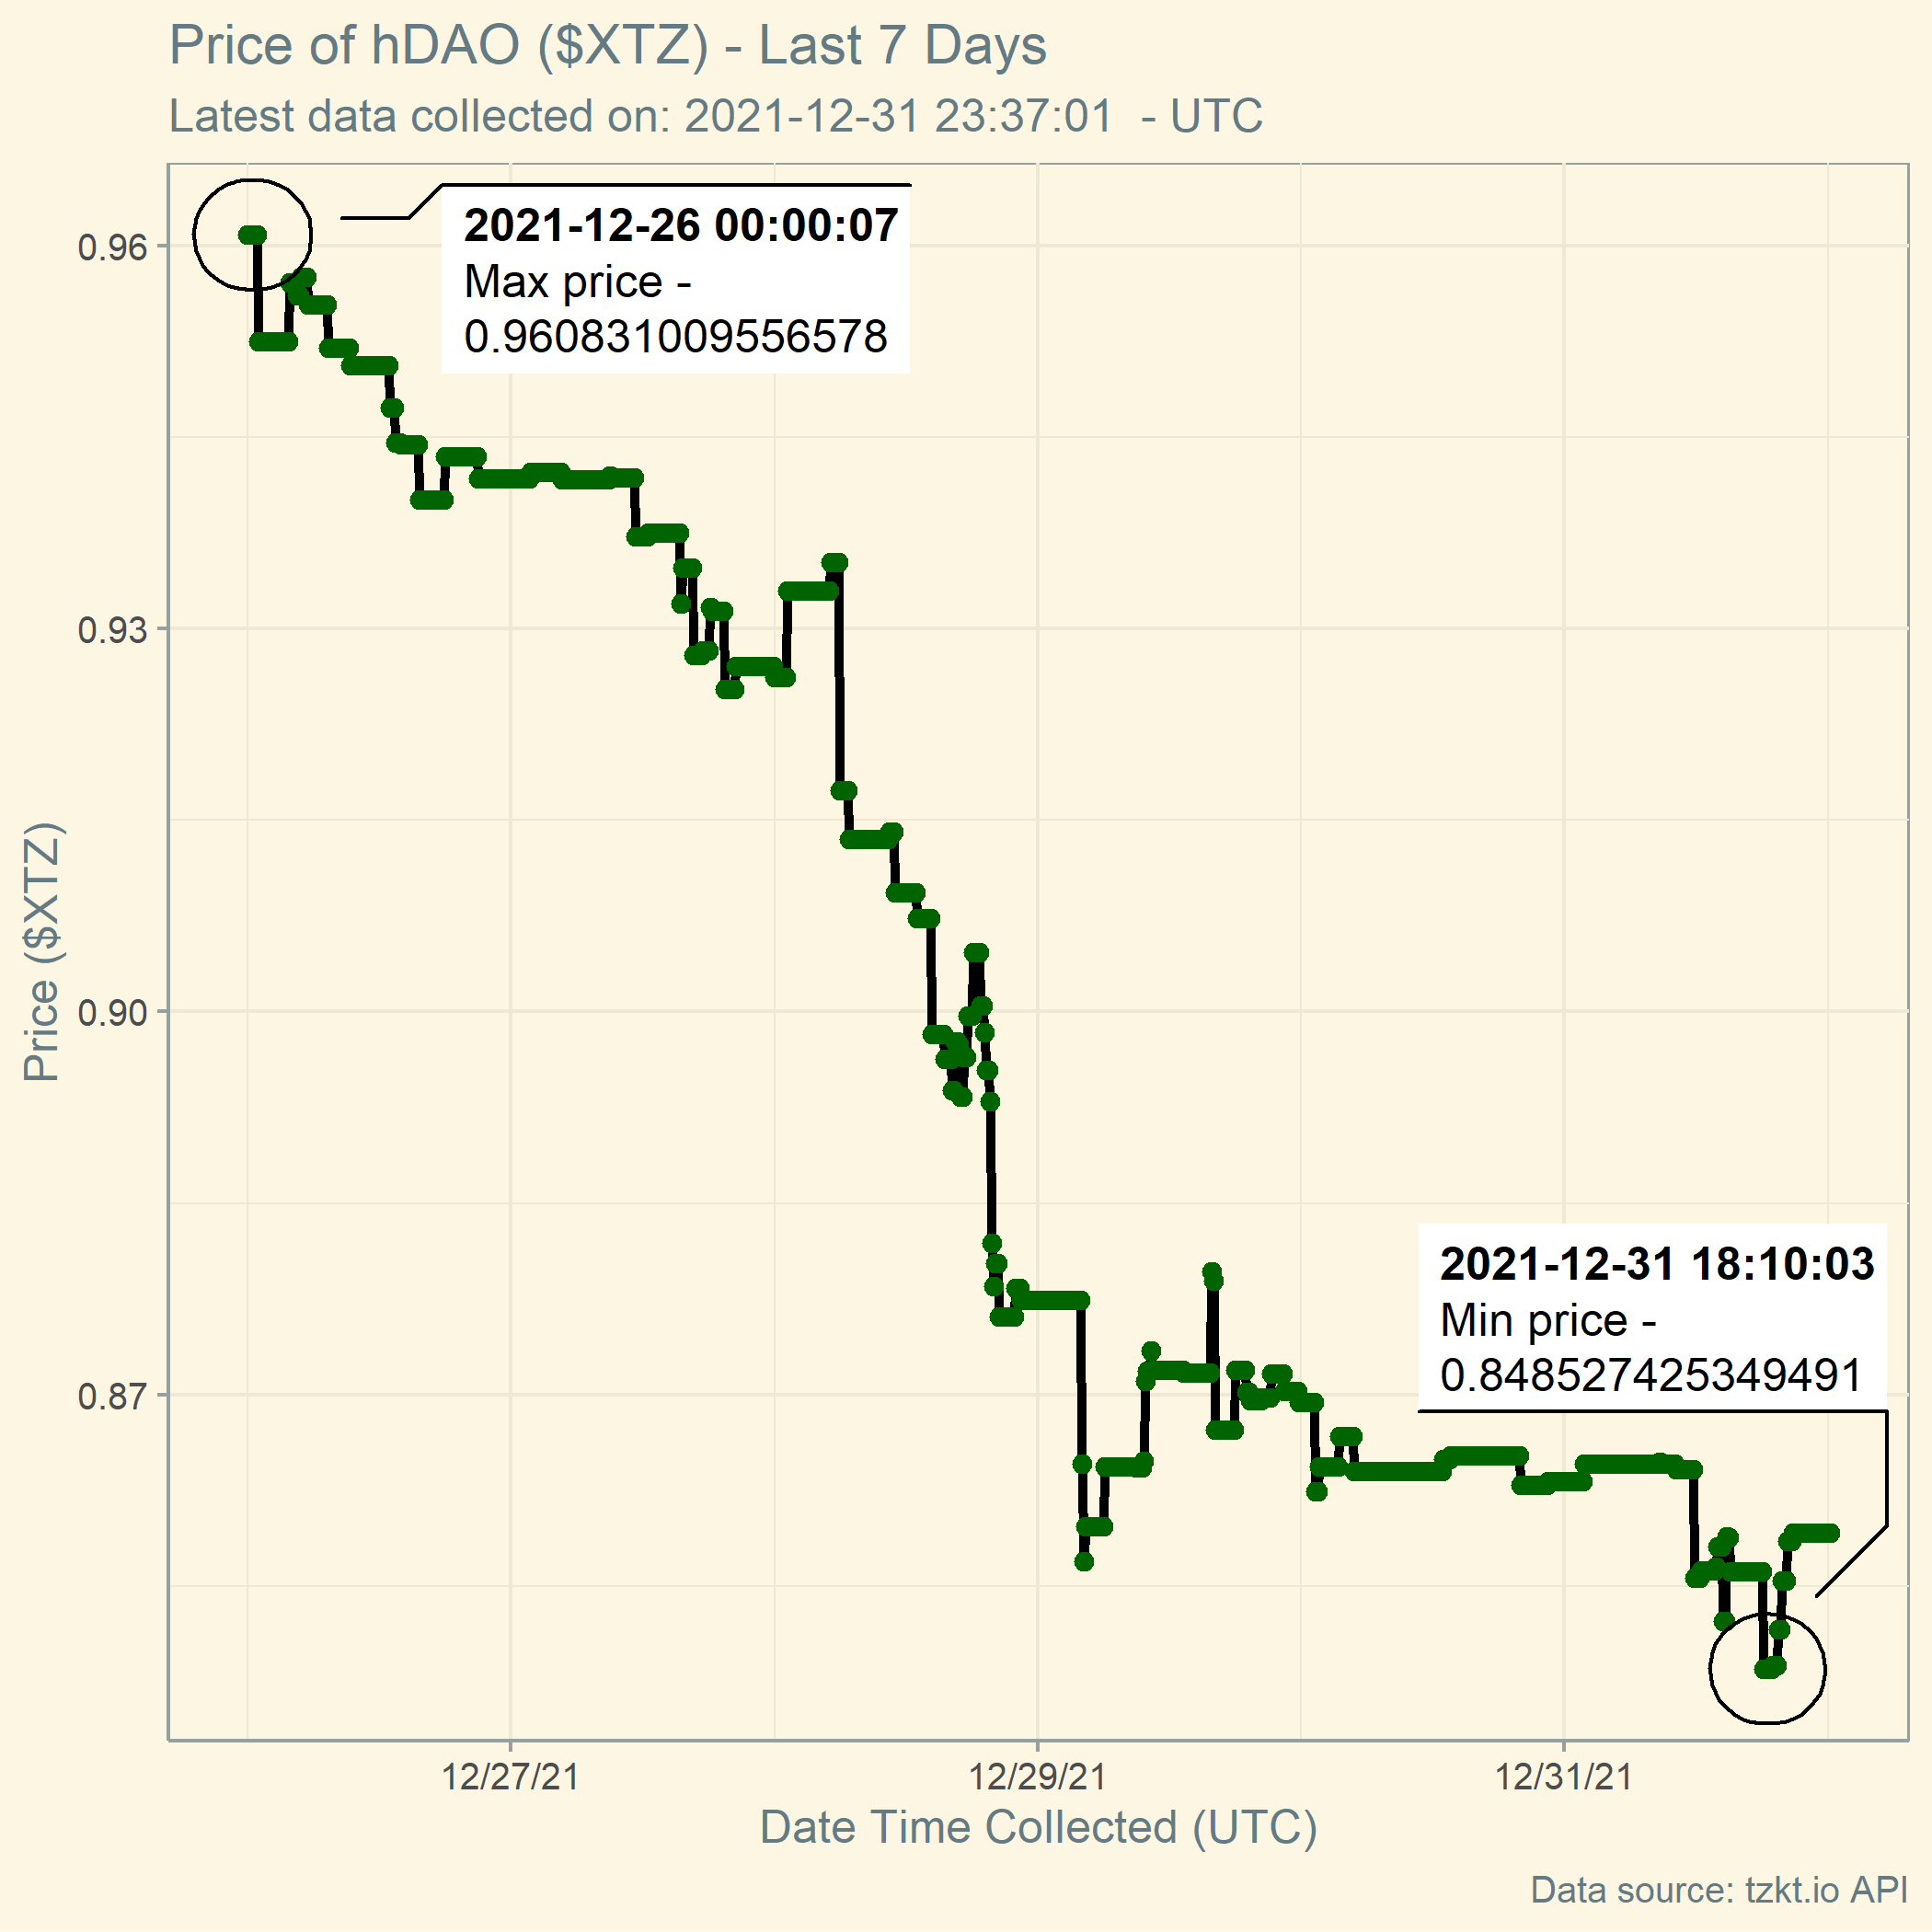 Price of hDAO ($XTZ) - Last 7 Days
Latest data collected on: 2021-12-31 23:37:01  - UTC
2021-12-26 00:00:07
Max price -
0.960831009556578
0.96
0.93
0.90
0.87
Price ($XTZ)
2021-12-31 18:10:03
Min price -
0.848527425349491
12/27/21
12/29/21
12/31/21
Date Time Collected (UTC)
Data source: tzkt.io API